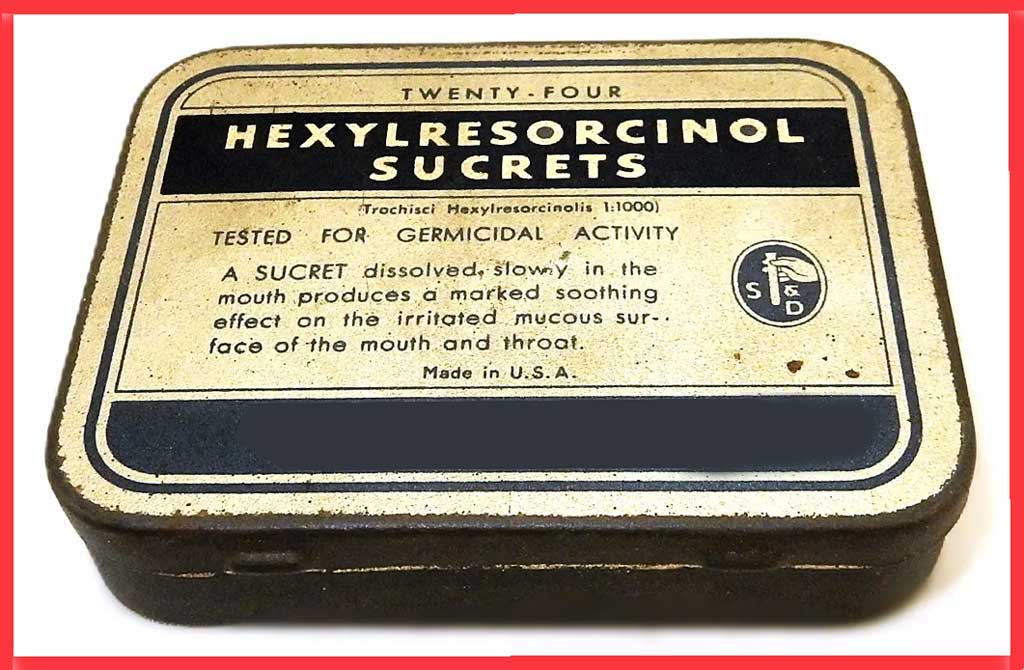 TWENTY-FOUR
HEXYLRESORCINOL
SUCRETS
(Trochisci Hexylresorcinolis 1:1000)
TESTED FOR GERMICIDAL ACTIVITY
A SUCRET dissolved slowly in the
mouth produces a marked soothing
effect on the irritated mucous sur-
face of the mouth and throat.
Made in U.S.A.
S & D